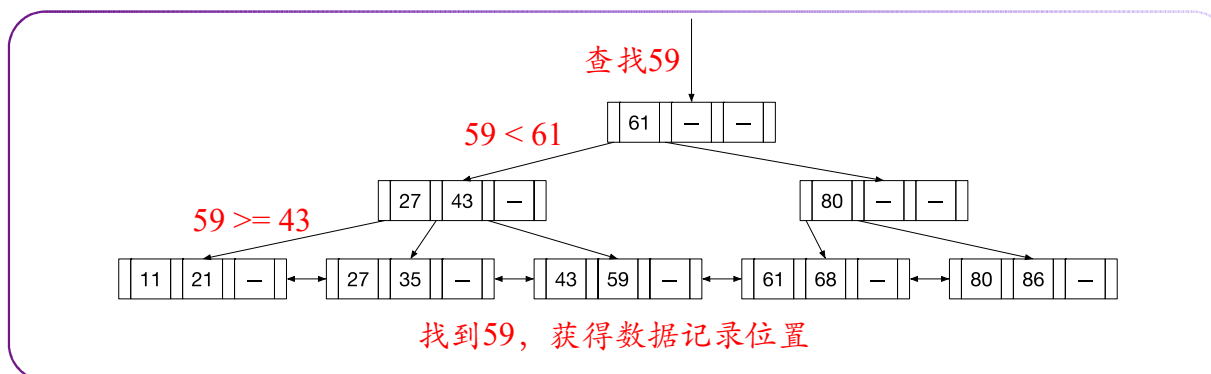 查找59
61 — —
59 < 61
27 43 —
80 — —
59 >= 43
11 21 —
27 35 —
43 59 —
61 68 —
80 86 —
找到59，获得数据记录位置